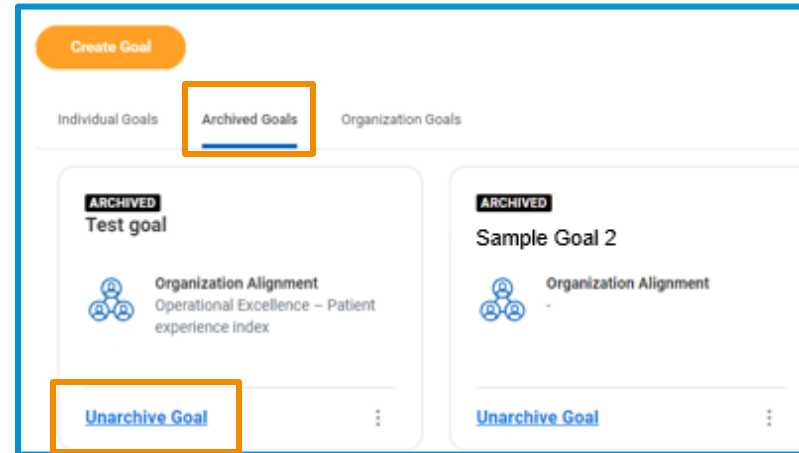 Create Goal
Individual Goals Archived Goals Organization Goals
ARCHIVED
Test goal
Organization Alignment
Operational Excellence – Patient
experience index
Unarchive Goal
ARCHIVED
Sample Goal 2
Organization Alignment
-
Unarchive Goal